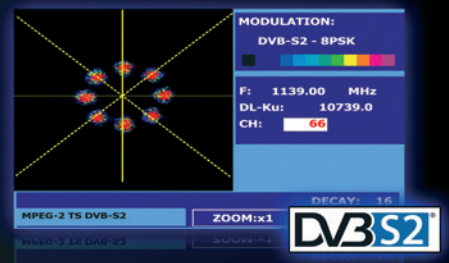 MODULATION:
DVB-S2 - 8PSK
F: 1139.00 MHz
DL-Ku: 10739.0
CH: 66
DECAY: 16
MPEG-2 TS DVB-S2
ZOOM:x1
DVB S2